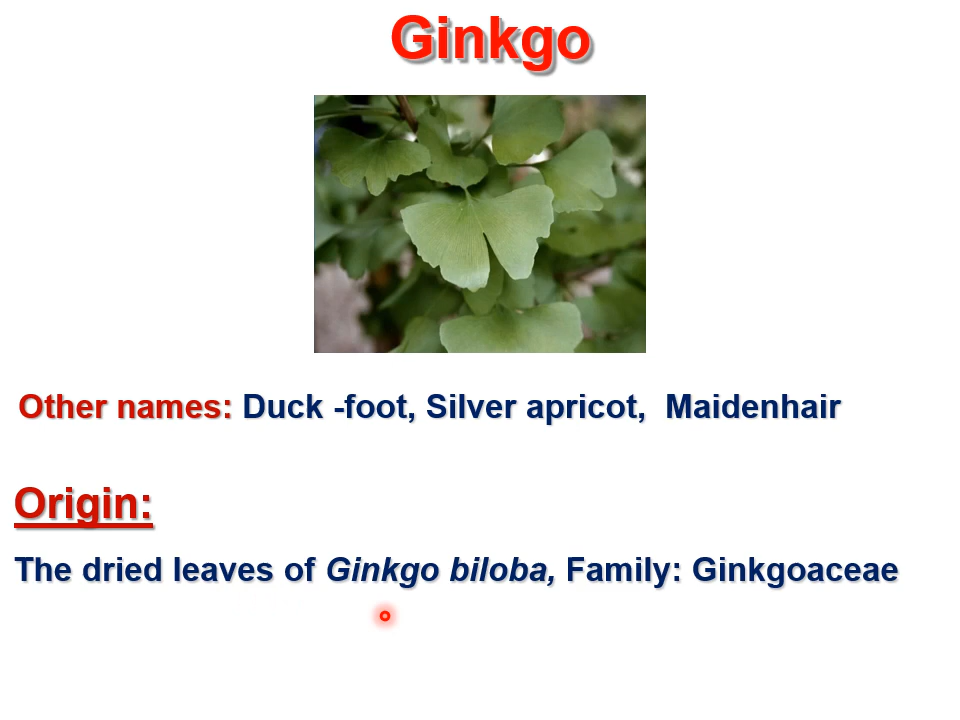 Ginkgo
Other names: Duck -foot, Silver apricot,  Maidenhair
Origin:
The dried leaves of Ginkgo biloba, Family: Ginkgoaceae